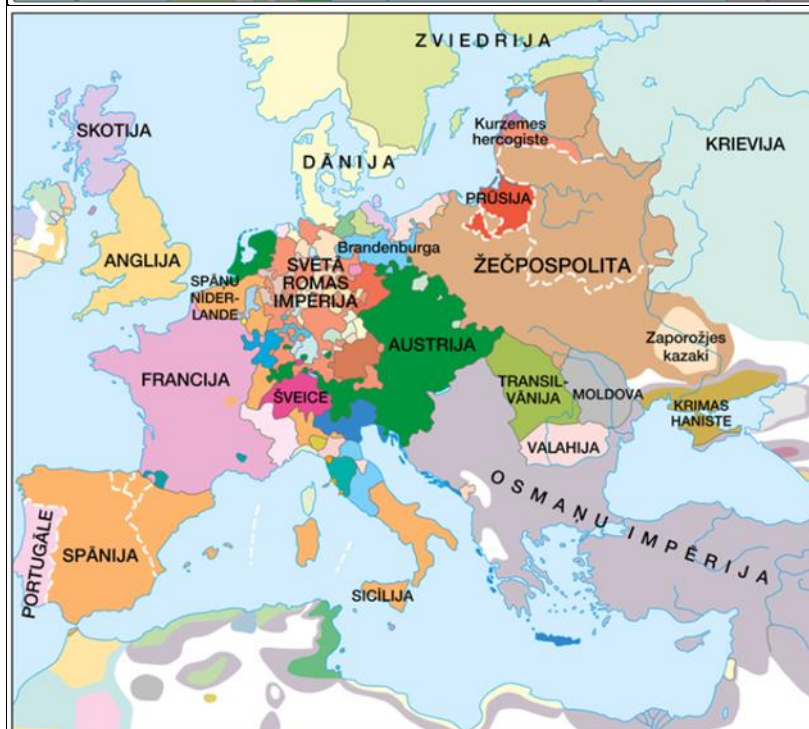 ZVIEDRIJA
SKOTIJA
Kurzemes
hercogiste
KRIEVIJA
DĀNIJA
PRŪSIJA
ANGLIJA
Brandenburga
SPĀŅU
NĪDER-
LANDE
SVĒTĀ
ROMAS
IMPĒRIJA
ŽEČPOSPOLITA
AUSTRIJA
Zaporožjes
kazaki
FRANCIJA
ŠVEICE
TRANSIL-
VĀNIJA
MOLDOVA
KRIMAS
HANISTE
VALAHIJA
OSMAŅU IMPĒRIJA
PORTUGĀLE
SPĀNIJA
SICĪLIJA